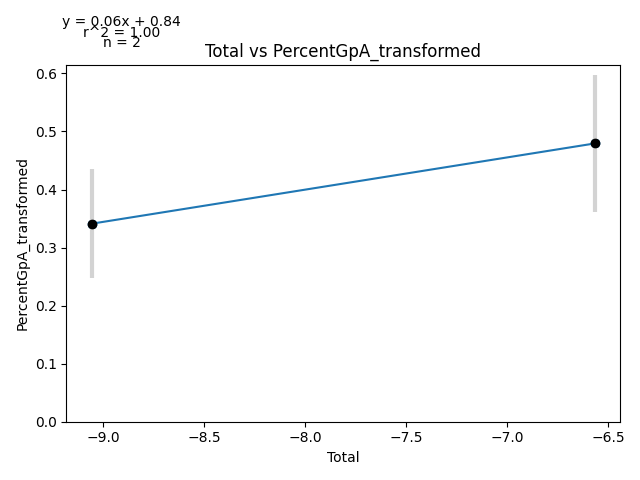 y = 0.06x + 0.84
r^2 = 1.00
n = 2
Total vs PercentGpA_transformed
PercentGpA_transformed
0.6
0.5
0.4
0.3
0.2
0.1
0.0
−9.0 −8.5 −8.0 −7.5 −7.0 −6.5
Total